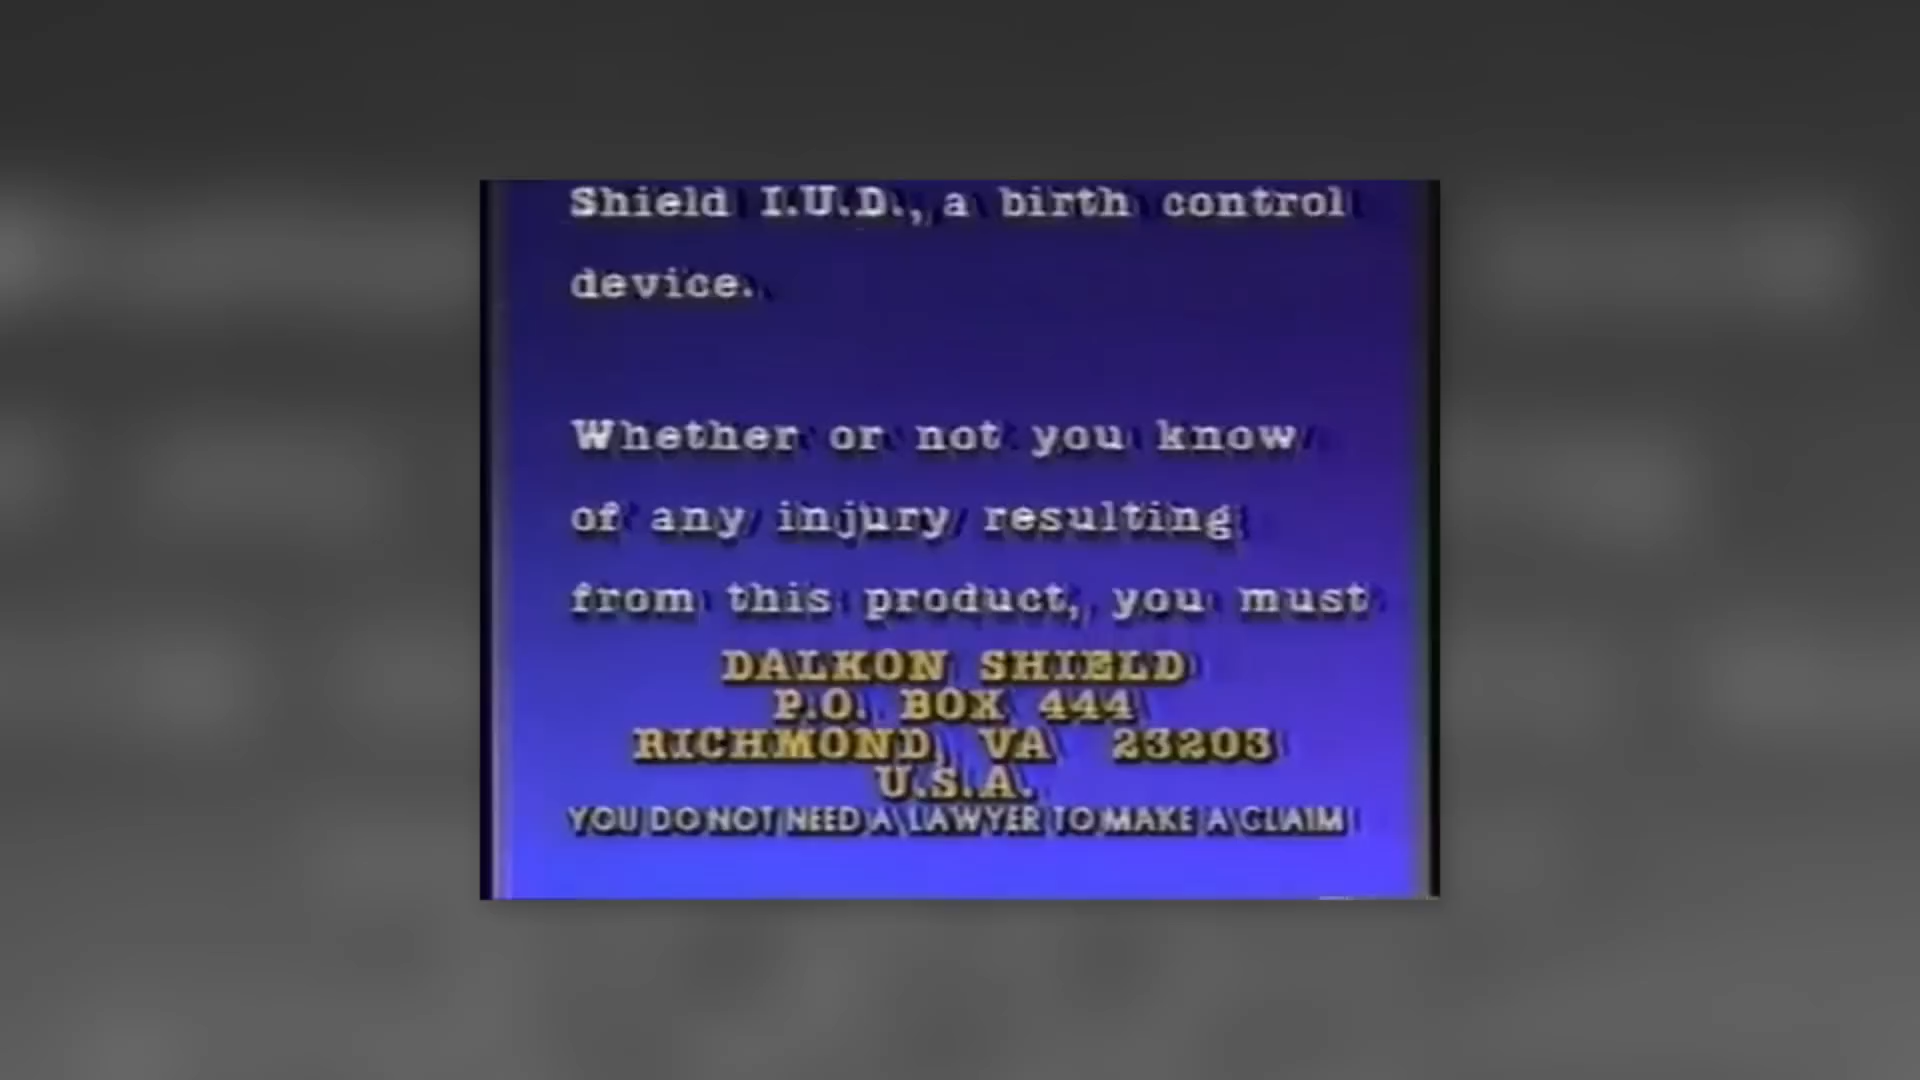 Shield I.U.D., a birth control
device.
Whether or not you know
of any injury resulting
from this product, you must
DALKON SHIELD
P.O. BOX 444
RICHMOND, VA 23203
U.S.A.
YOU DO NOT NEED A LAWYER TO MAKE A CLAIM